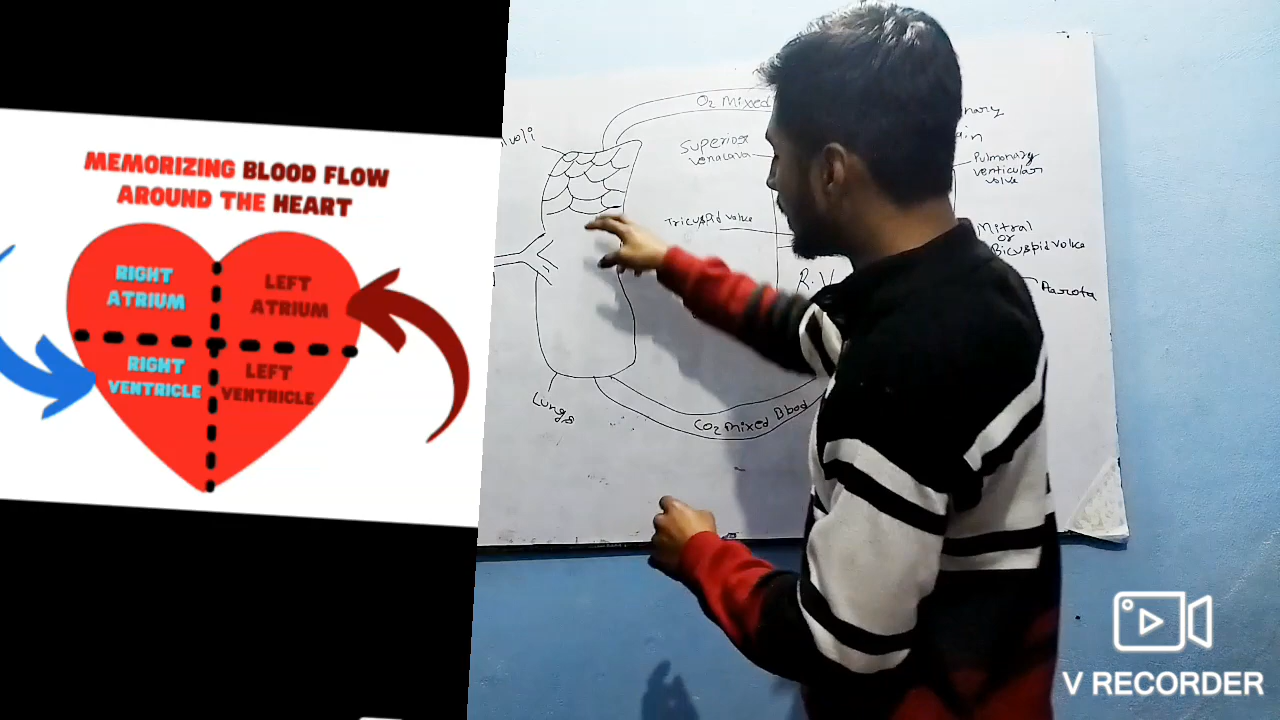 MEMORIZING BLOOD FLOW
AROUND THE HEART
RIGHT
ATRIUM
LEFT
ATRIUM
RIGHT
VENTRICLE
LEFT
VENTRICLE
O2 Mixed
Superior
venacava
Tricuspid valve
R.V
Pulmonary
venticular
valve
Mitral
or
Bicuspid valve
Aarota
Lungs
CO2 Mixed Blood
V RECORDER